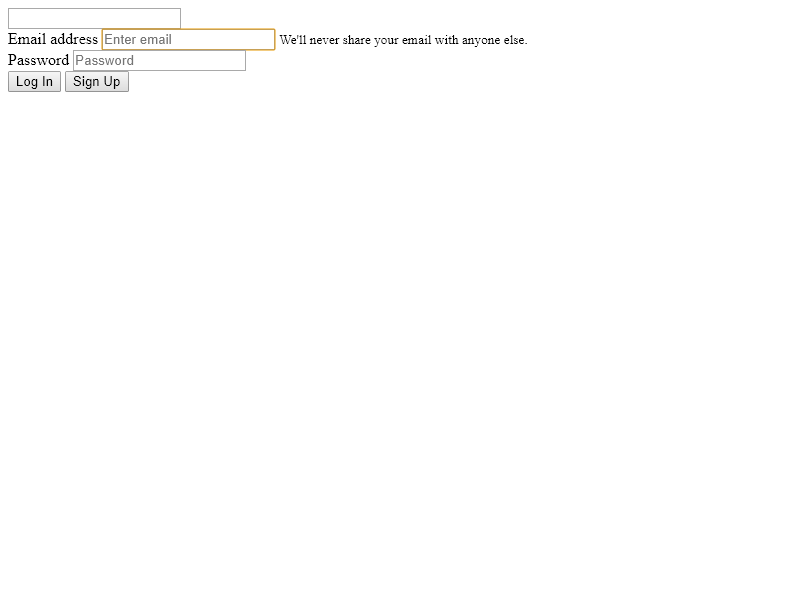 Email address Enter email We'll never share your email with anyone else.
Password Password
Log In Sign Up